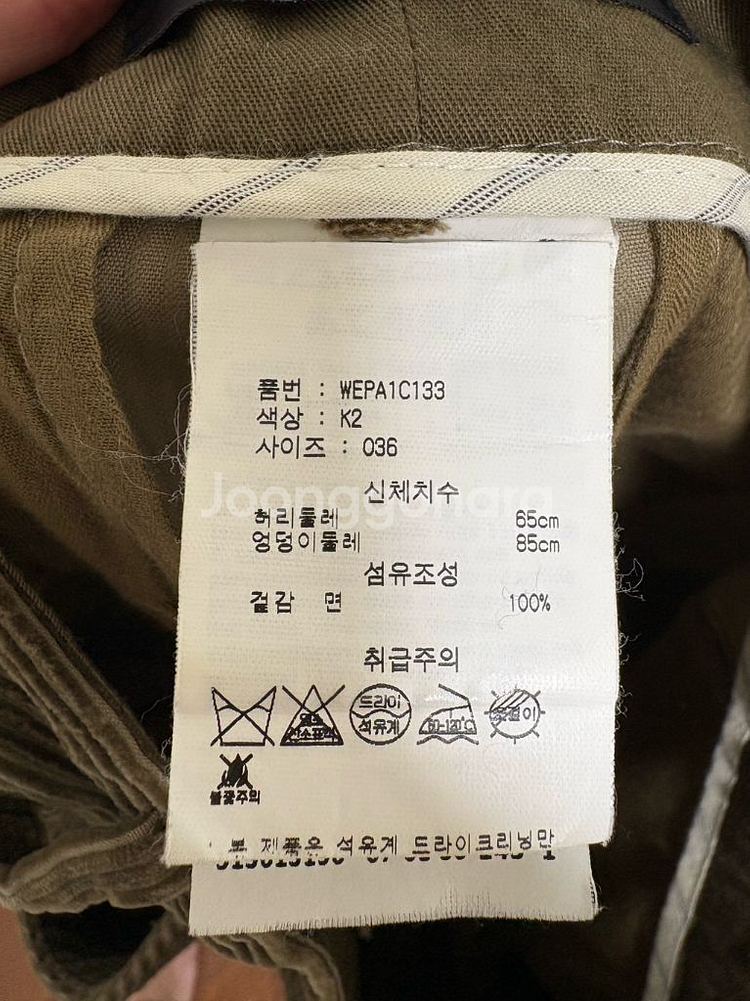 품번 : WEPA1C133
색상 : K2
사이즈 : 036
신체치수
Joonggonara
허리둘레 65cm
엉덩이둘레 85cm
섬유조성
겉감 면 100%
취급주의
드라이
석유계
80-120℃
불꽃주의
본 제품은 석유계 드라이크리닝만